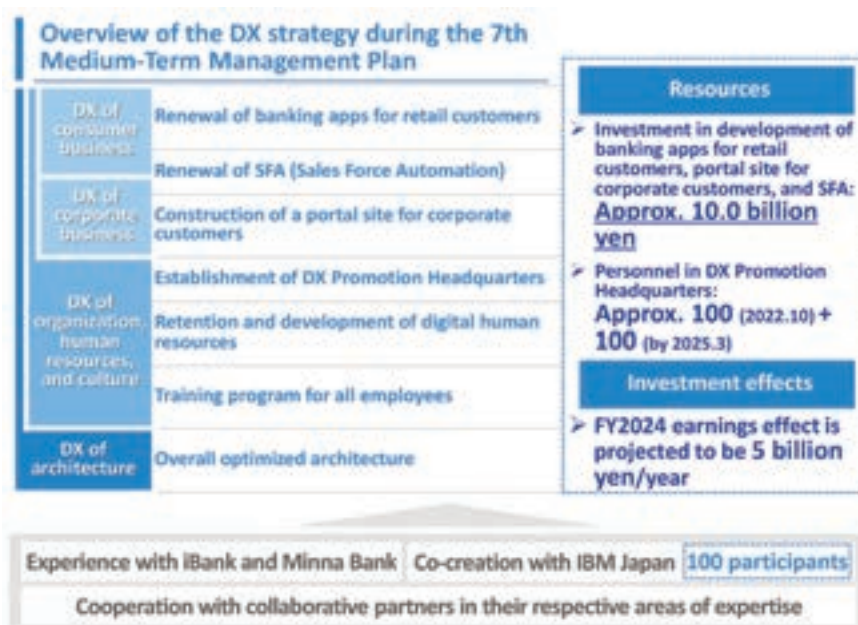 Overview of the DX strategy during the 7th
Medium-Term Management Plan
DX of
consumer
business
Renewal of banking apps for retail customers
Renewal of SFA (Sales Force Automation)
DX of
corporate
business
Construction of a portal site for corporate
customers
DX of
organization,
human
resources,
and culture
Establishment of DX Promotion Headquarters
Retention and development of digital human
resources
Training program for all employees
DX of
architecture
Overall optimized architecture
Resources
➤ Investment in development of
banking apps for retail
customers, portal site for
corporate customers, and SFA:
Approx. 10.0 billion
yen
➤ Personnel in DX Promotion
Headquarters:
Approx. 100 (2022.10) +
100 (by 2025.3)
Investment effects
➤ FY2024 earnings effect is
projected to be 5 billion
yen/year
Experience with iBank and Minna Bank
Co-creation with IBM Japan
100 participants
Cooperation with collaborative partners in their respective areas of expertise